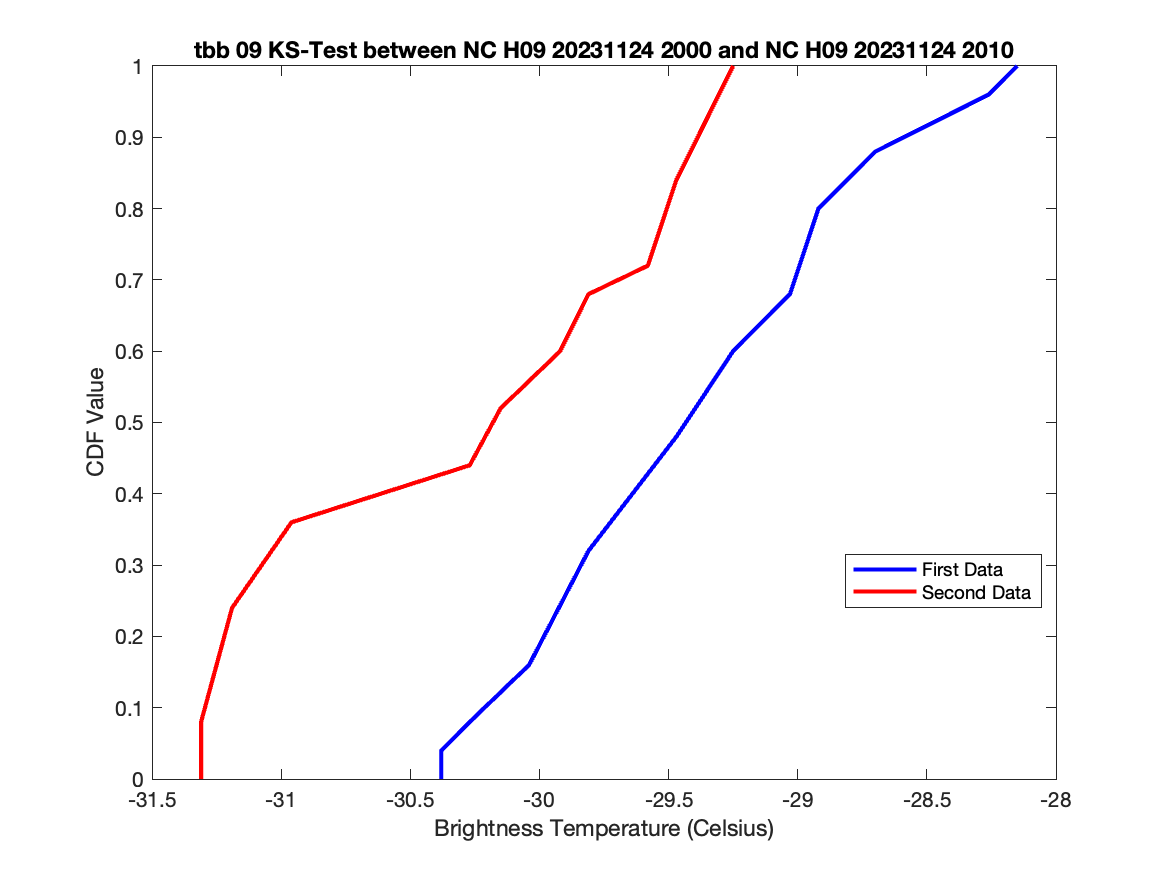 tbb 09 KS-Test between NC H09 20231124 2000 and NC H09 20231124 2010
1
0.9
0.8
0.7
0.6
0.5
0.4
0.3
0.2
0.1
0
CDF Value
First Data
Second Data
-31.5 -31 -30.5 -30 -29.5 -29 -28.5 -28
Brightness Temperature (Celsius)